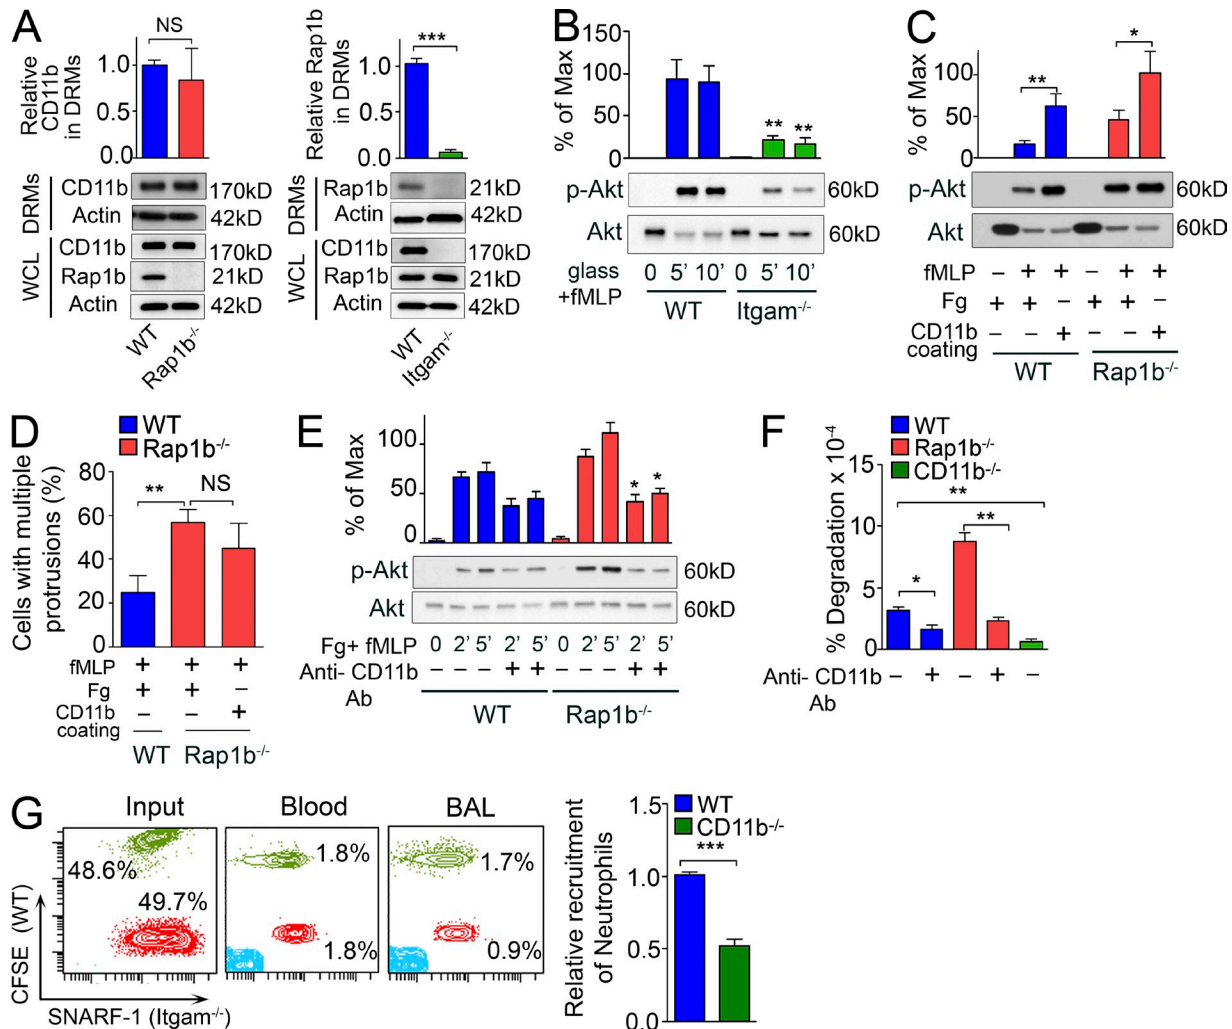 A
Relative
CD11b
in DRMs
NS
1.0
0.5
0.0
DRMs
CD11b 170kD
Actin 42kD
WCL
CD11b 170kD
Rap1b 21kD
Actin 42kD
WT
Rap1b-/-
Relative Rap1b
in DRMs
***
1.0
0.5
0.0
DRMs
Rap1b 21kD
Actin 42kD
WCL
CD11b 170kD
Rap1b 21kD
Actin 42kD
WT
Itgam-/-
B
% of Max
150
100
50
0
** **
p-Akt 60kD
Akt 60kD
glass 0 5’ 10’ 0 5’ 10’
+fMLP
WT Itgam-/-
C
% of Max
100
50
0
** *
p-Akt 60kD
Akt 60kD
fMLP – + + – + +
Fg + + – + + –
CD11b – – + – – +
coating
WT Rap1b-/-
D
WT
Rap1b-/-
Cells with multiple
protrusions (%)
80
60
40
20
0
** NS
fMLP + + +
Fg + + –
CD11b – – +
coating
WT Rap1b-/-
E
% of Max
100
50
0
* *
p-Akt 60kD
Akt 60kD
Fg+ fMLP 0 2’ 5’ 2’ 5’ 0 2’ 5’ 2’ 5’
Anti- CD11b – – – + + – – – + +
Ab
WT Rap1b-/-
F
WT
Rap1b-/-
CD11b-/-
% Degradation x 10-4
15
10
5
0
**
**
*
Anti- CD11b – + – + –
Ab
G
Input Blood BAL
48.6%
49.7%
1.8%
1.8%
1.7%
0.9%
CFSE (WT)
SNARF-1 (Itgam-/-)
WT
CD11b-/-
Relative recruitment
of Neutrophils
1.5
1.0
0.5
0.0
***